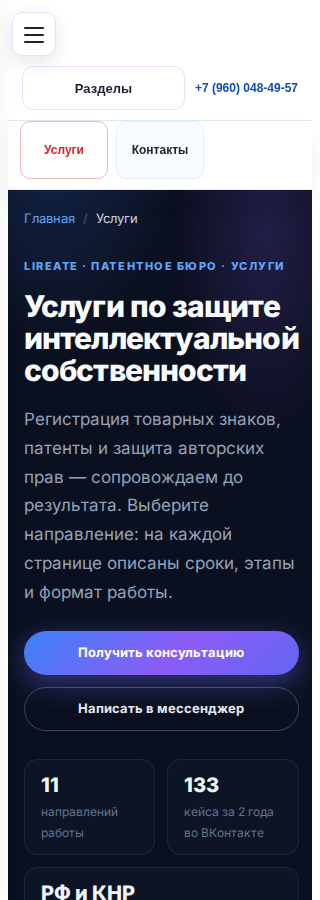 Разделы
+7 (960) 048-49-57
Услуги
Контакты
Главная / Услуги
LIREATE · ПАТЕНТНОЕ БЮРО · УСЛУГИ
Услуги по защите
интеллектуальной
собственности
Регистрация товарных знаков,
патенты и защита авторских
прав — сопровождаем до
результата. Выберите
направление: на каждой
странице описаны сроки, этапы
и формат работы.
Получить консультацию
Написать в мессенджер
11
направлений
работы
133
кейса за 2 года
во ВКонтакте
РФ и КНР